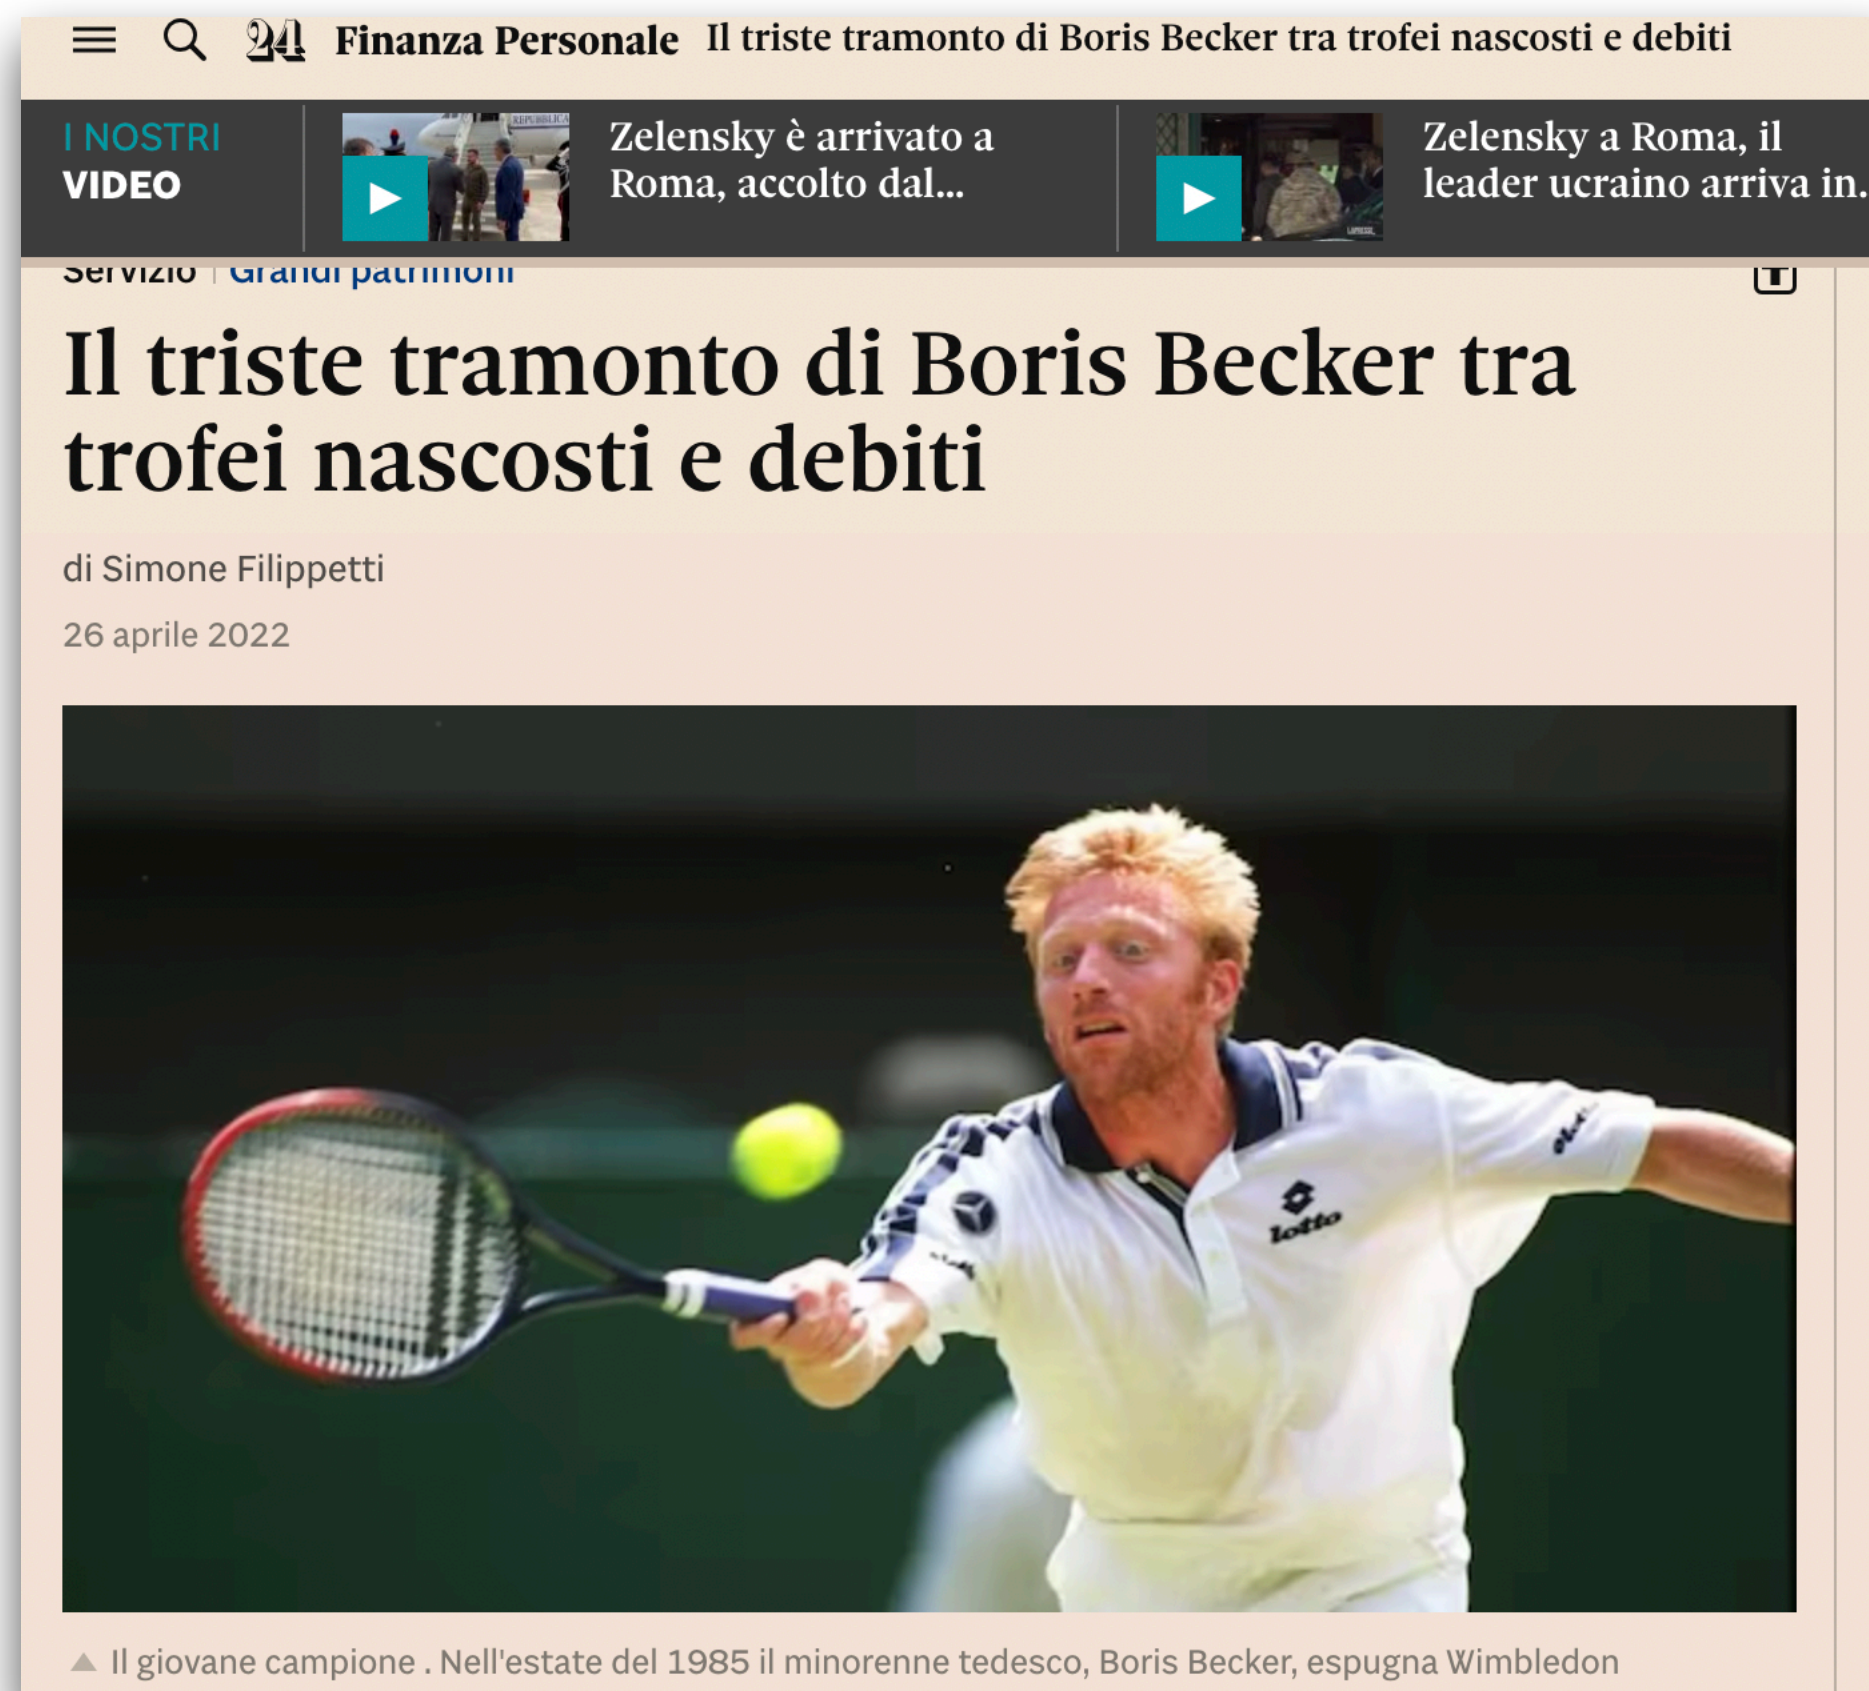 24 Finanza Personale Il triste tramonto di Boris Becker tra trofei nascosti e debiti
I NOSTRI
VIDEO
Zelensky è arrivato a
Roma, accolto dal...
Zelensky a Roma, il
leader ucraino arriva in.
REPUBBLICA
Servizio | Grandi patrimoni
Il triste tramonto di Boris Becker tra
trofei nascosti e debiti
di Simone Filippetti
26 aprile 2022
lotto
Il giovane campione . Nell'estate del 1985 il minorenne tedesco, Boris Becker, espugna Wimbledon